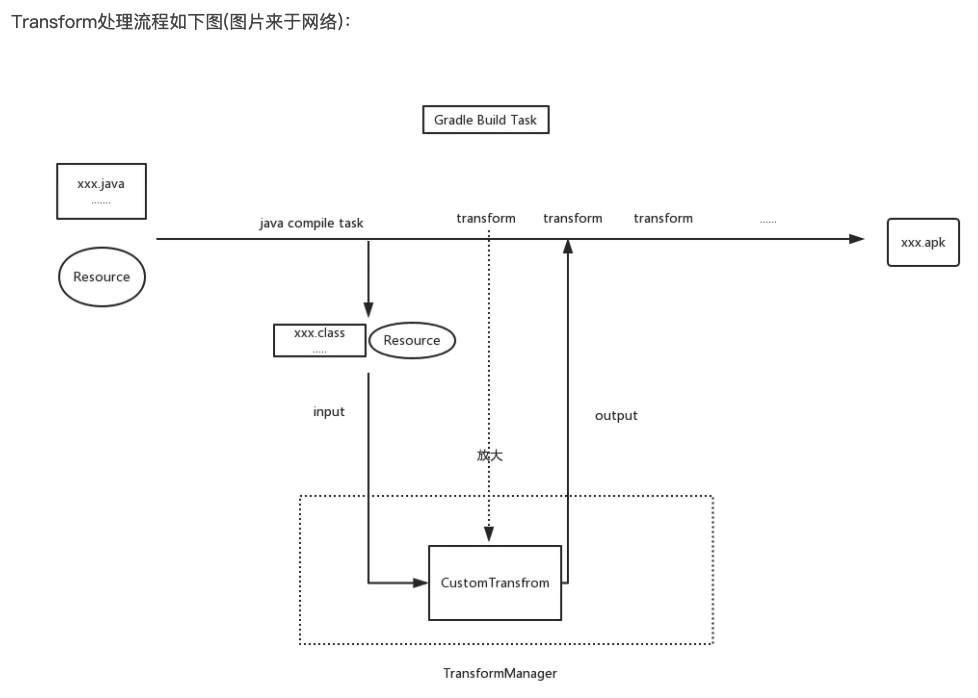 Transform处理流程如下图(图片来于网络)：
Gradle Build Task
xxx.java
.......
Resource
java compile task
transform
transform
transform
......
xxx.apk
xxx.class
.....
Resource
input
output
放大
CustomTransfrom
TransformManager